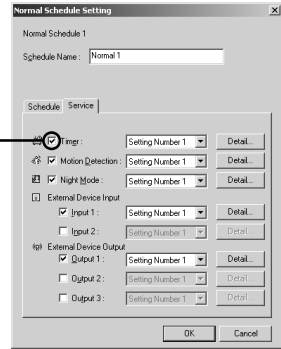 Normal Schedule Setting
Normal Schedule 1
Schedule Name : Normal 1
Schedule Service
Timer : Setting Number 1 Detail...
Motion Detection : Setting Number 1 Detail...
Night Mode : Setting Number 1 Detail...
External Device Input
Input 1 : Setting Number 1 Detail...
Input 2 : Setting Number 1 Detail...
External Device Output
Output 1 : Setting Number 1 Detail...
Output 2 : Setting Number 1 Detail...
Output 3 : Setting Number 1 Detail...
OK Cancel